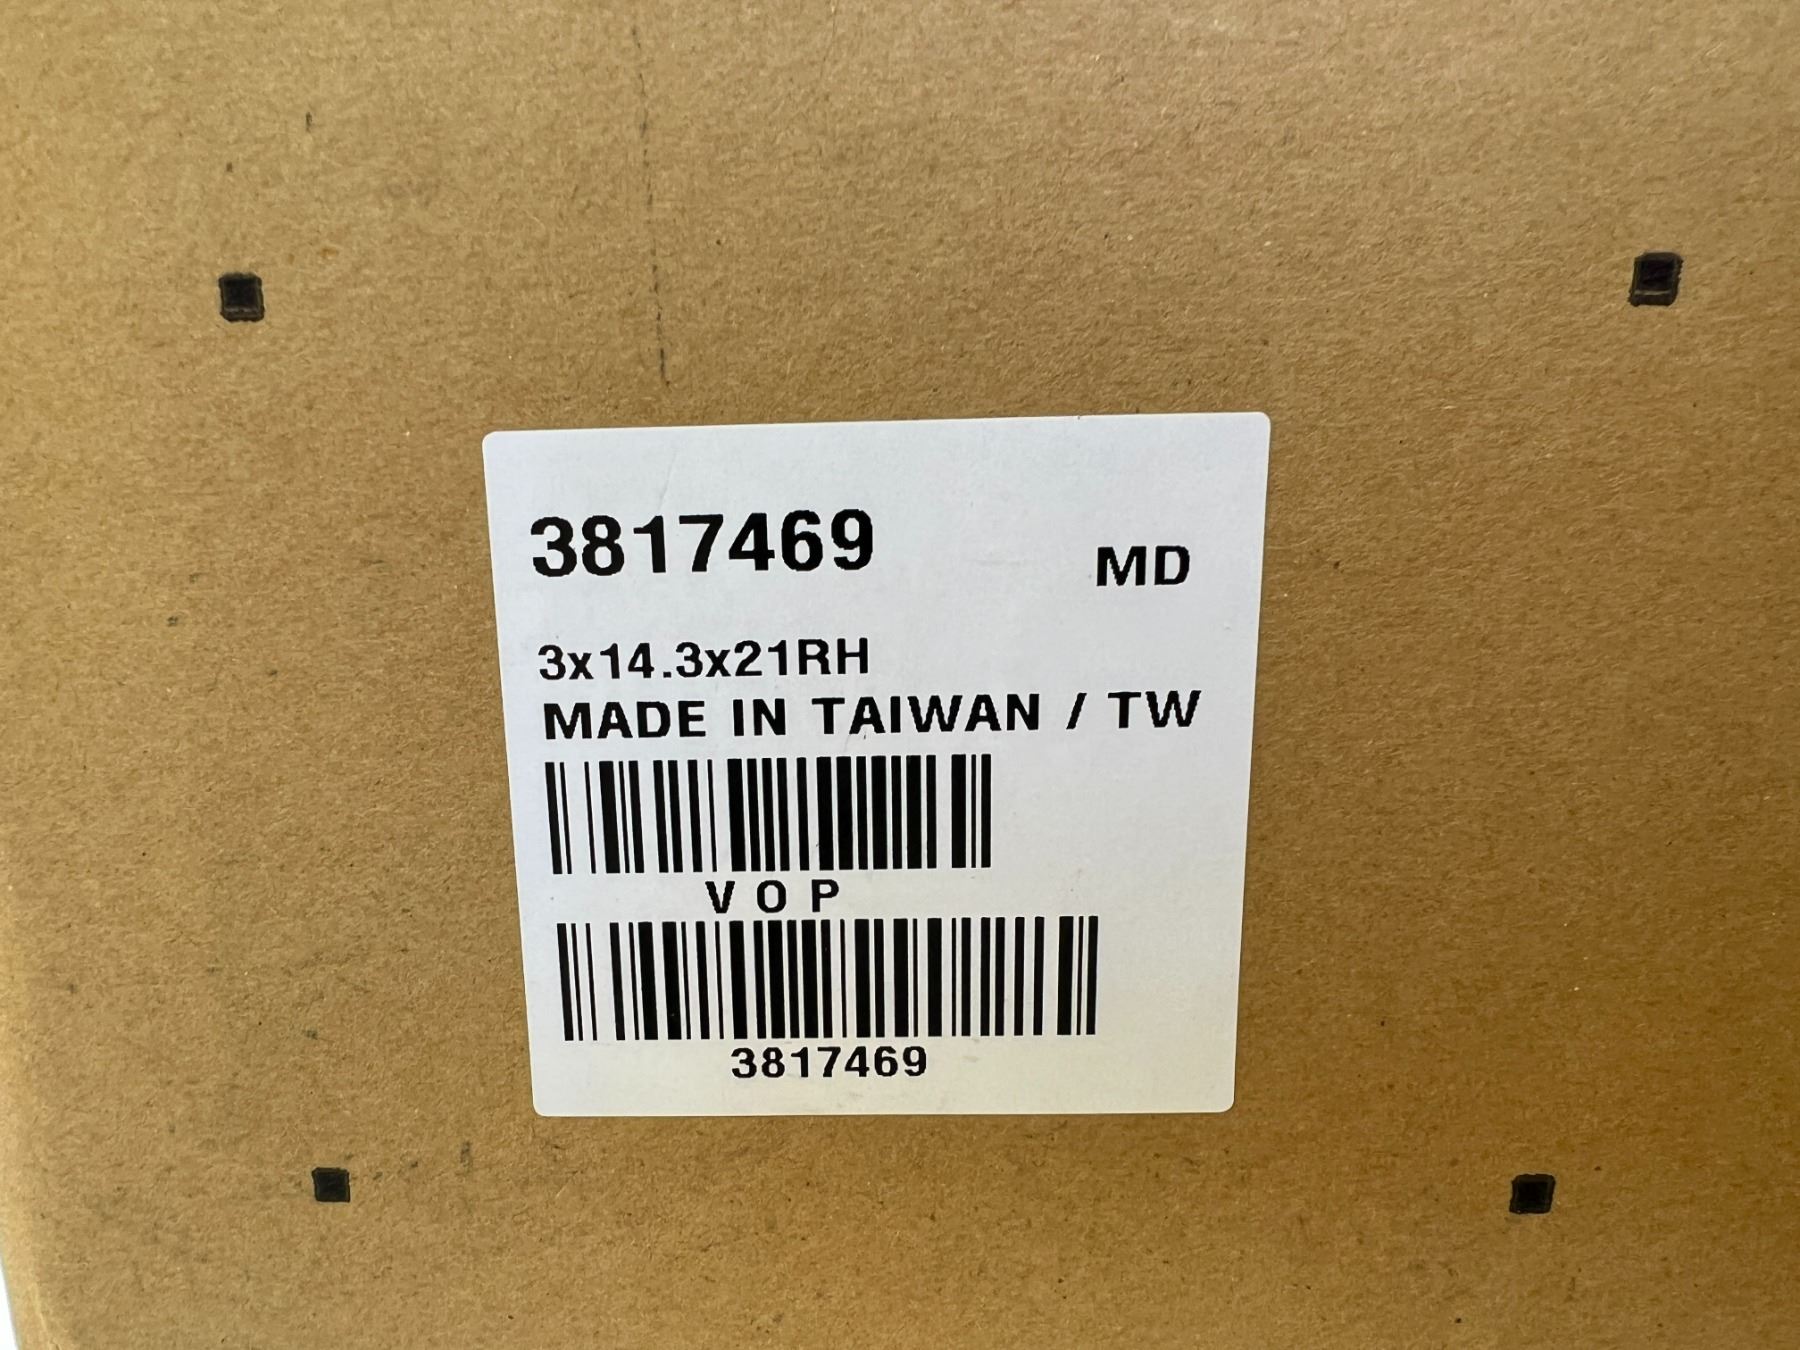 3817469 MD
3x14.3x21RH
MADE IN TAIWAN / TW
V O P
3817469